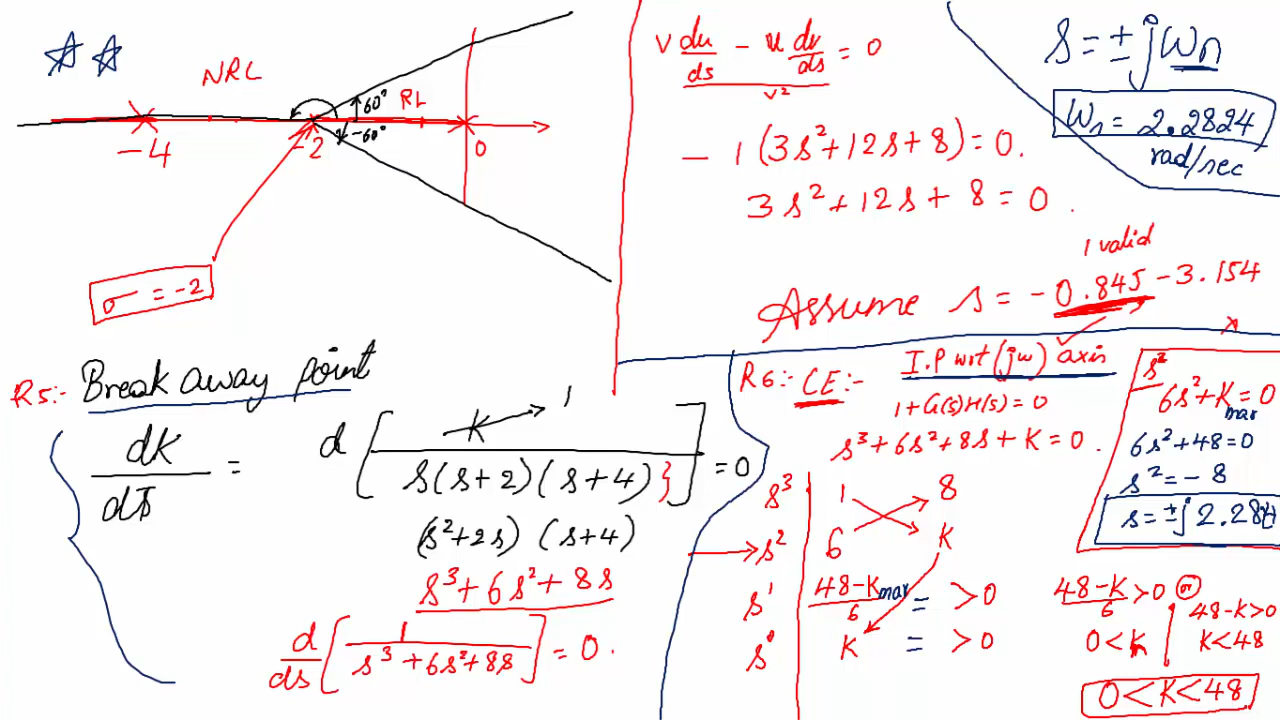 NRL
60°
RL
-60°
-4
-2
0
σ = -2
R5:- Break away point
dK/ds = d[K → 1 / s(s+2)(s+4)}] = 0
(s²+2s) (s+4)
s³+6s²+8s
d/ds [1 / s³+6s²+8s] = 0.
v du/ds - u dv/ds = 0
v²
-1(3s²+12s+8)=0.
3s²+12s+8=0.
s = ± jωn
ωn = 2.2824
rad/sec
1 valid
Assume s = -0.845 -3.154
R6:- CE:- I.P wrt (jω) axis
1+G(s)H(s)=0
s³+6s²+8s+K=0.
s³ 1 8
s² 6 K
s¹ 48-Kmax/6 = >0
s⁰ K = >0
s²
6s²+Kmax=0
6s²+48=0
s²=-8
s=±j2.284
48-K/6 >0
48-K>0
0<K K<48
0<K<48